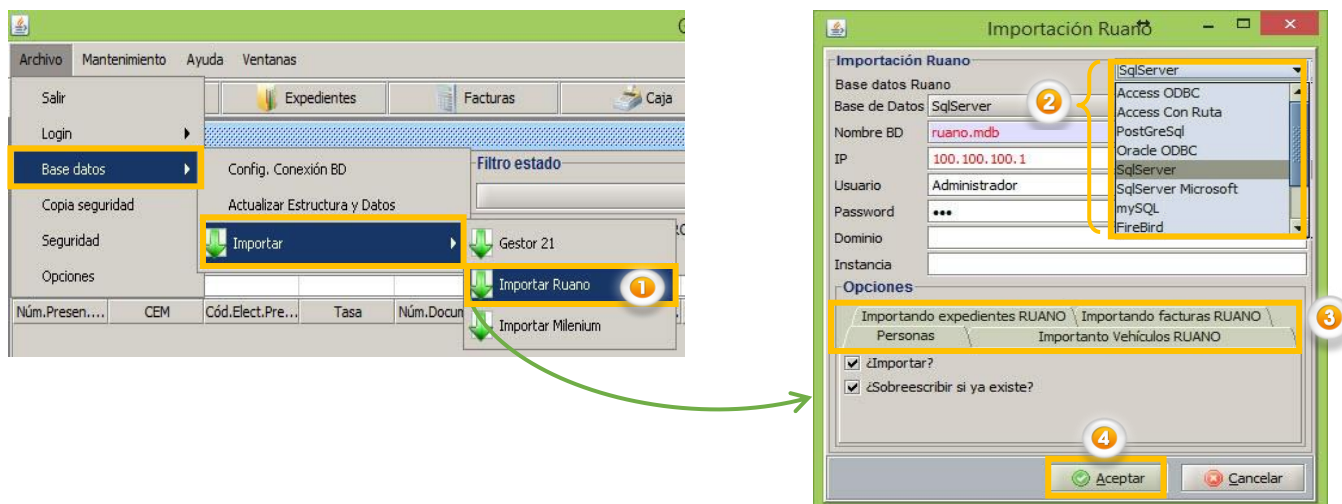 Archivo Mantenimiento Ayuda Ventanas
Salir
Login
Base datos
Copia seguridad
Seguridad
Opciones
Expedientes Facturas Caja
Config. Conexión BD
Actualizar Estructura y Datos
Importar
Filtro estado
Gestor 21
Importar Ruano 1
Importar Milenium
Núm.Presen.... CEM Cód.Elect.Pre... Tasa Núm.Docum
Importación Ruano
Importación Ruano
Base datos Ruano
Base de Datos SqlServer
Nombre BD ruano.mdb
IP 100.100.100.1
Usuario Administrador
Password •••
Dominio
Instancia
2
SqlServer
Access ODBC
Access Con Ruta
PostGreSql
Oracle ODBC
SqlServer
SqlServer Microsoft
mySQL
FireBird
Opciones
Importando expedientes RUANO Importando facturas RUANO
Personas Importanto Vehículos RUANO
3
¿Importar?
¿Sobreescribir si ya existe?
4
Aceptar Cancelar